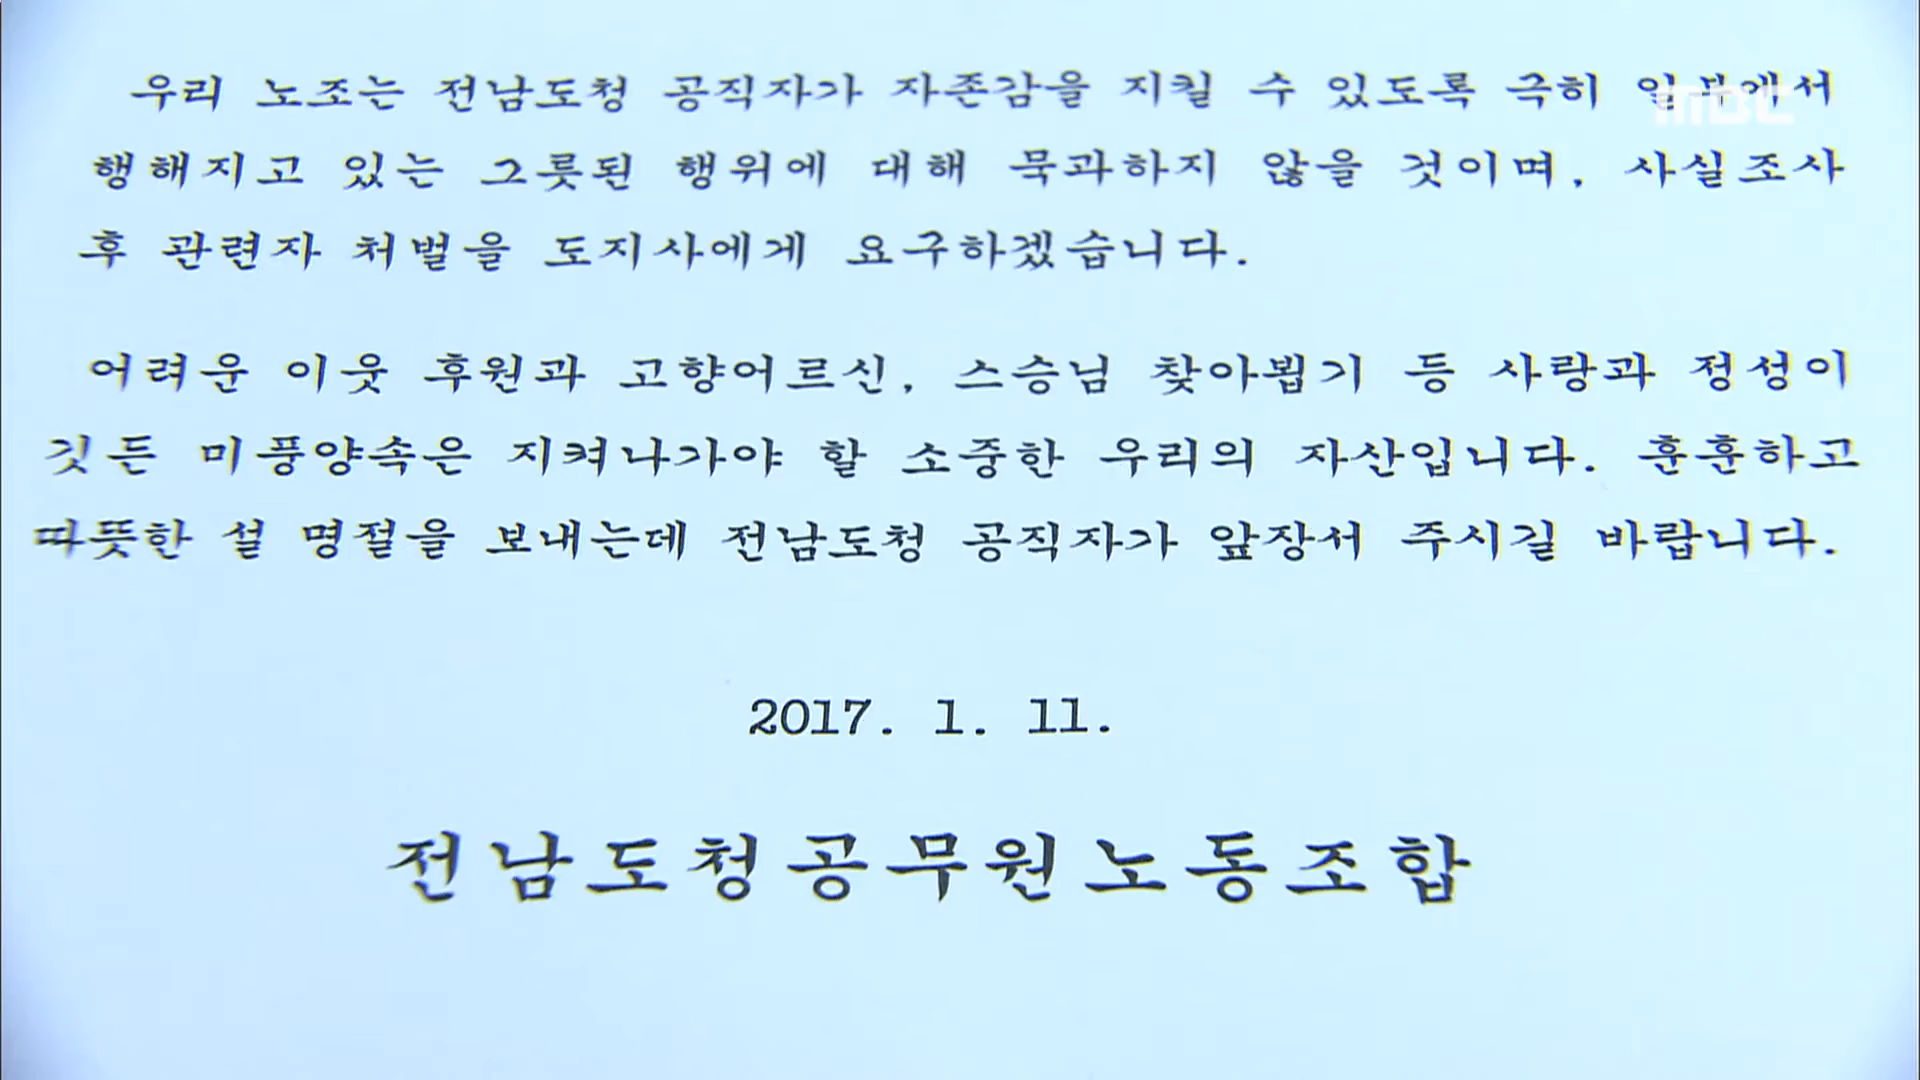 우리 노조는 전남도청 공직자가 자존감을 지킬 수 있도록 극히 일부에서
MBC
행해지고 있는 그릇된 행위에 대해 묵과하지 않을 것이며, 사실조사
후 관련자 처벌을 도지사에게 요구하겠습니다.
어려운 이웃 후원과 고향어르신, 스승님 찾아뵙기 등 사랑과 정성이
깃든 미풍양속은 지켜나가야 할 소중한 우리의 자산입니다. 훈훈하고
따뜻한 설 명절을 보내는데 전남도청 공직자가 앞장서 주시길 바랍니다.
2017. 1. 11.
전남도청공무원노동조합